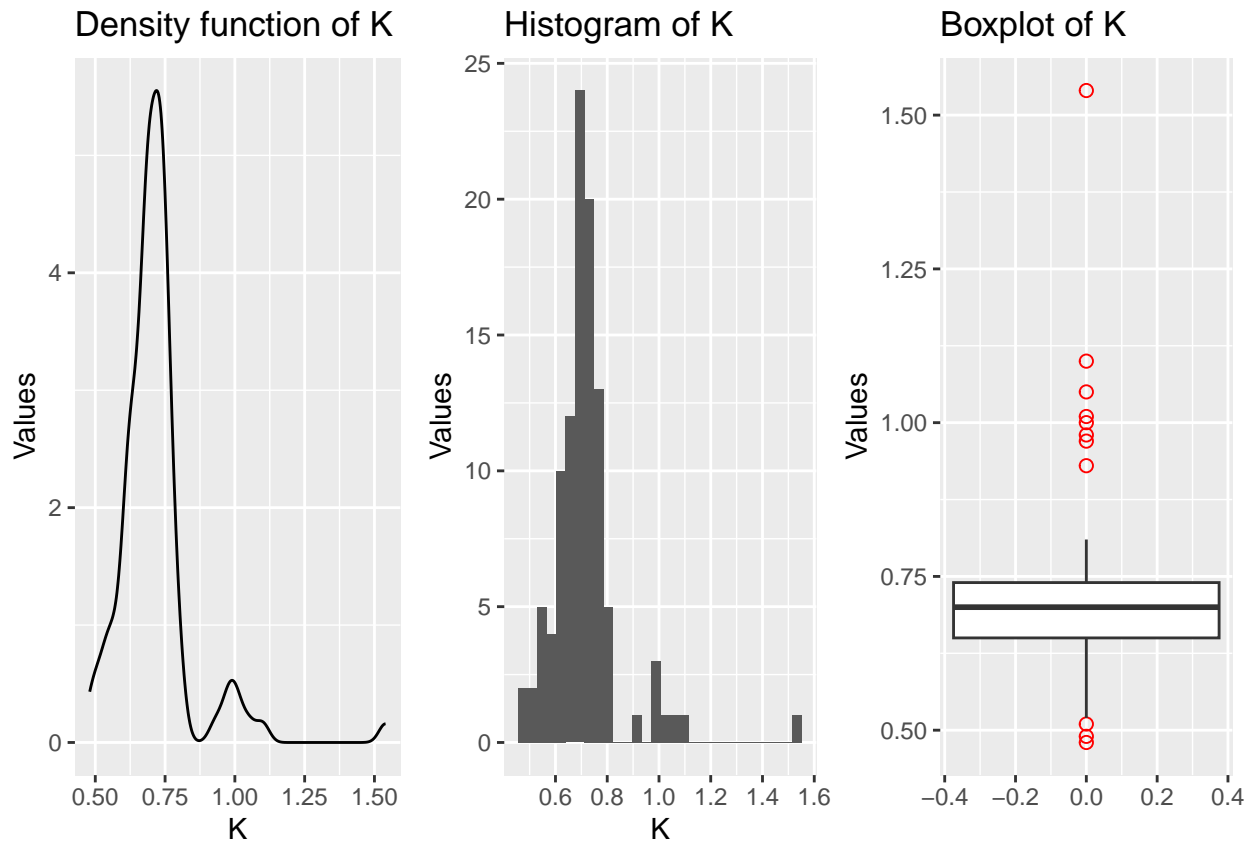 Density function of K
Values
4
2
0
0.50 0.75 1.00 1.25 1.50
K
Histogram of K
Values
25
20
15
10
5
0
0.6 0.8 1.0 1.2 1.4 1.6
K
Boxplot of K
Values
1.50
1.25
1.00
0.75
0.50
−0.4 −0.2 0.0 0.2 0.4